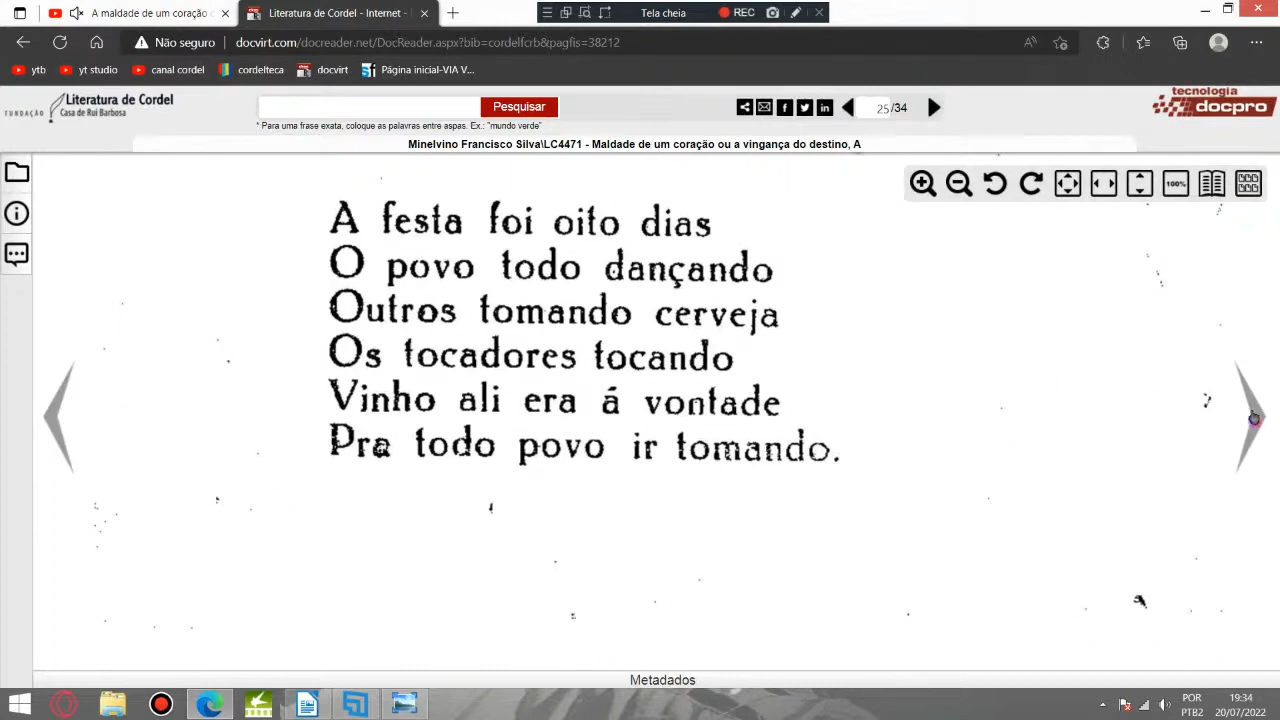 A maldade de um coração o
Literatura de Cordel - Internet -
Tela cheia
REC
Não seguro
docvirt.com/docreader.net/DocReader.aspx?bib=cordelfcrb&pagfis=38212
ytb
yt studio
canal cordel
cordelteca
docvirt
Página inicial-VIA V...
FUNDAÇÃO
Literatura de Cordel
Casa de Rui Barbosa
Pesquisar
* Para uma frase exata, coloque as palavras entre aspas. Ex.: "mundo verde"
25/34
tecnologia
docpro
Minelvino Francisco Silva\LC4471 - Maldade de um coração ou a vingança do destino, A
100%
A festa foi oito dias
O povo todo dançando
Outros tomando cerveja
Os tocadores tocando
Vinho ali era á vontade
Pra todo povo ir tomando.
Metadados
POR
PTB2
19:34
20/07/2022